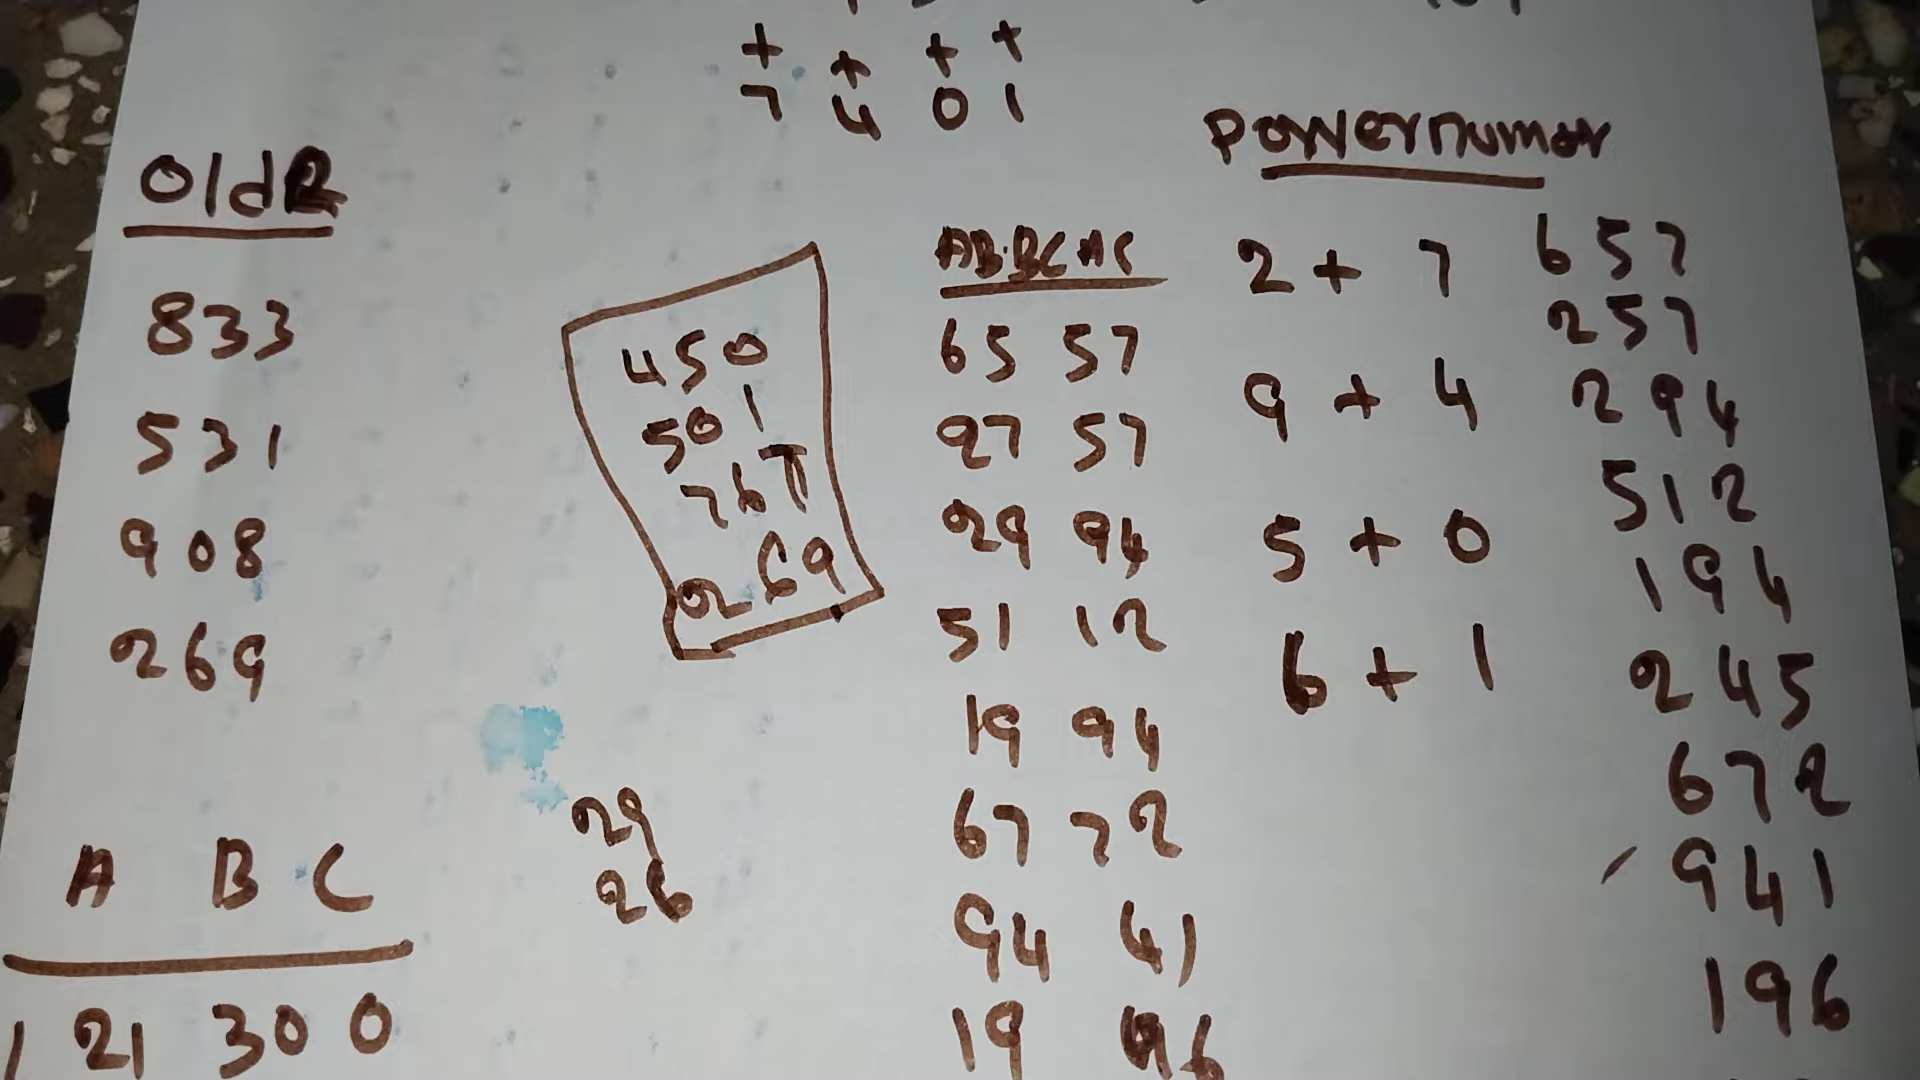 + + + +
7 4 0 1
OldR
833
531
908
269
A B C
1 21 300 0
450
501
767
269
29
26
AB.BC AC
65 57
27 57
29 94
51 12
19 94
67 72
94 41
19 96
Powernumar
2 + 7
9 + 4
5 + 0
6 + 1
657
257
294
512
194
245
672
941
196